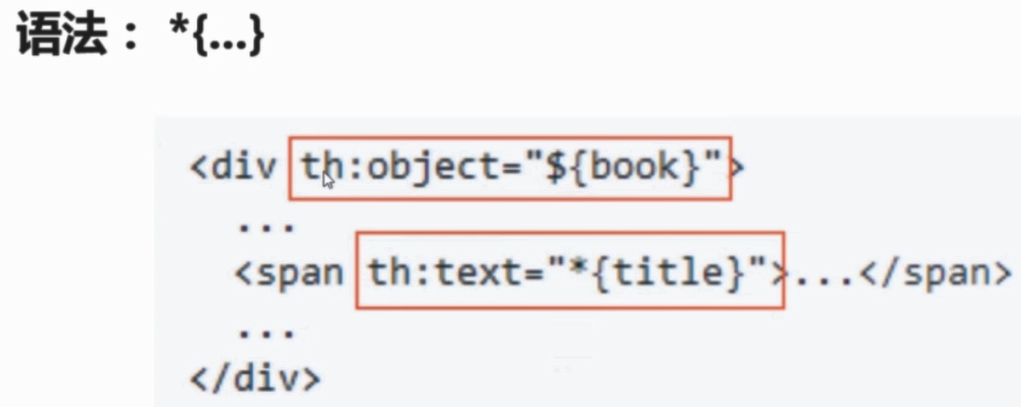 语法： *{...}
<div th:object="${book}">
...
<span th:text="*{title}">...</span>
...
</div>